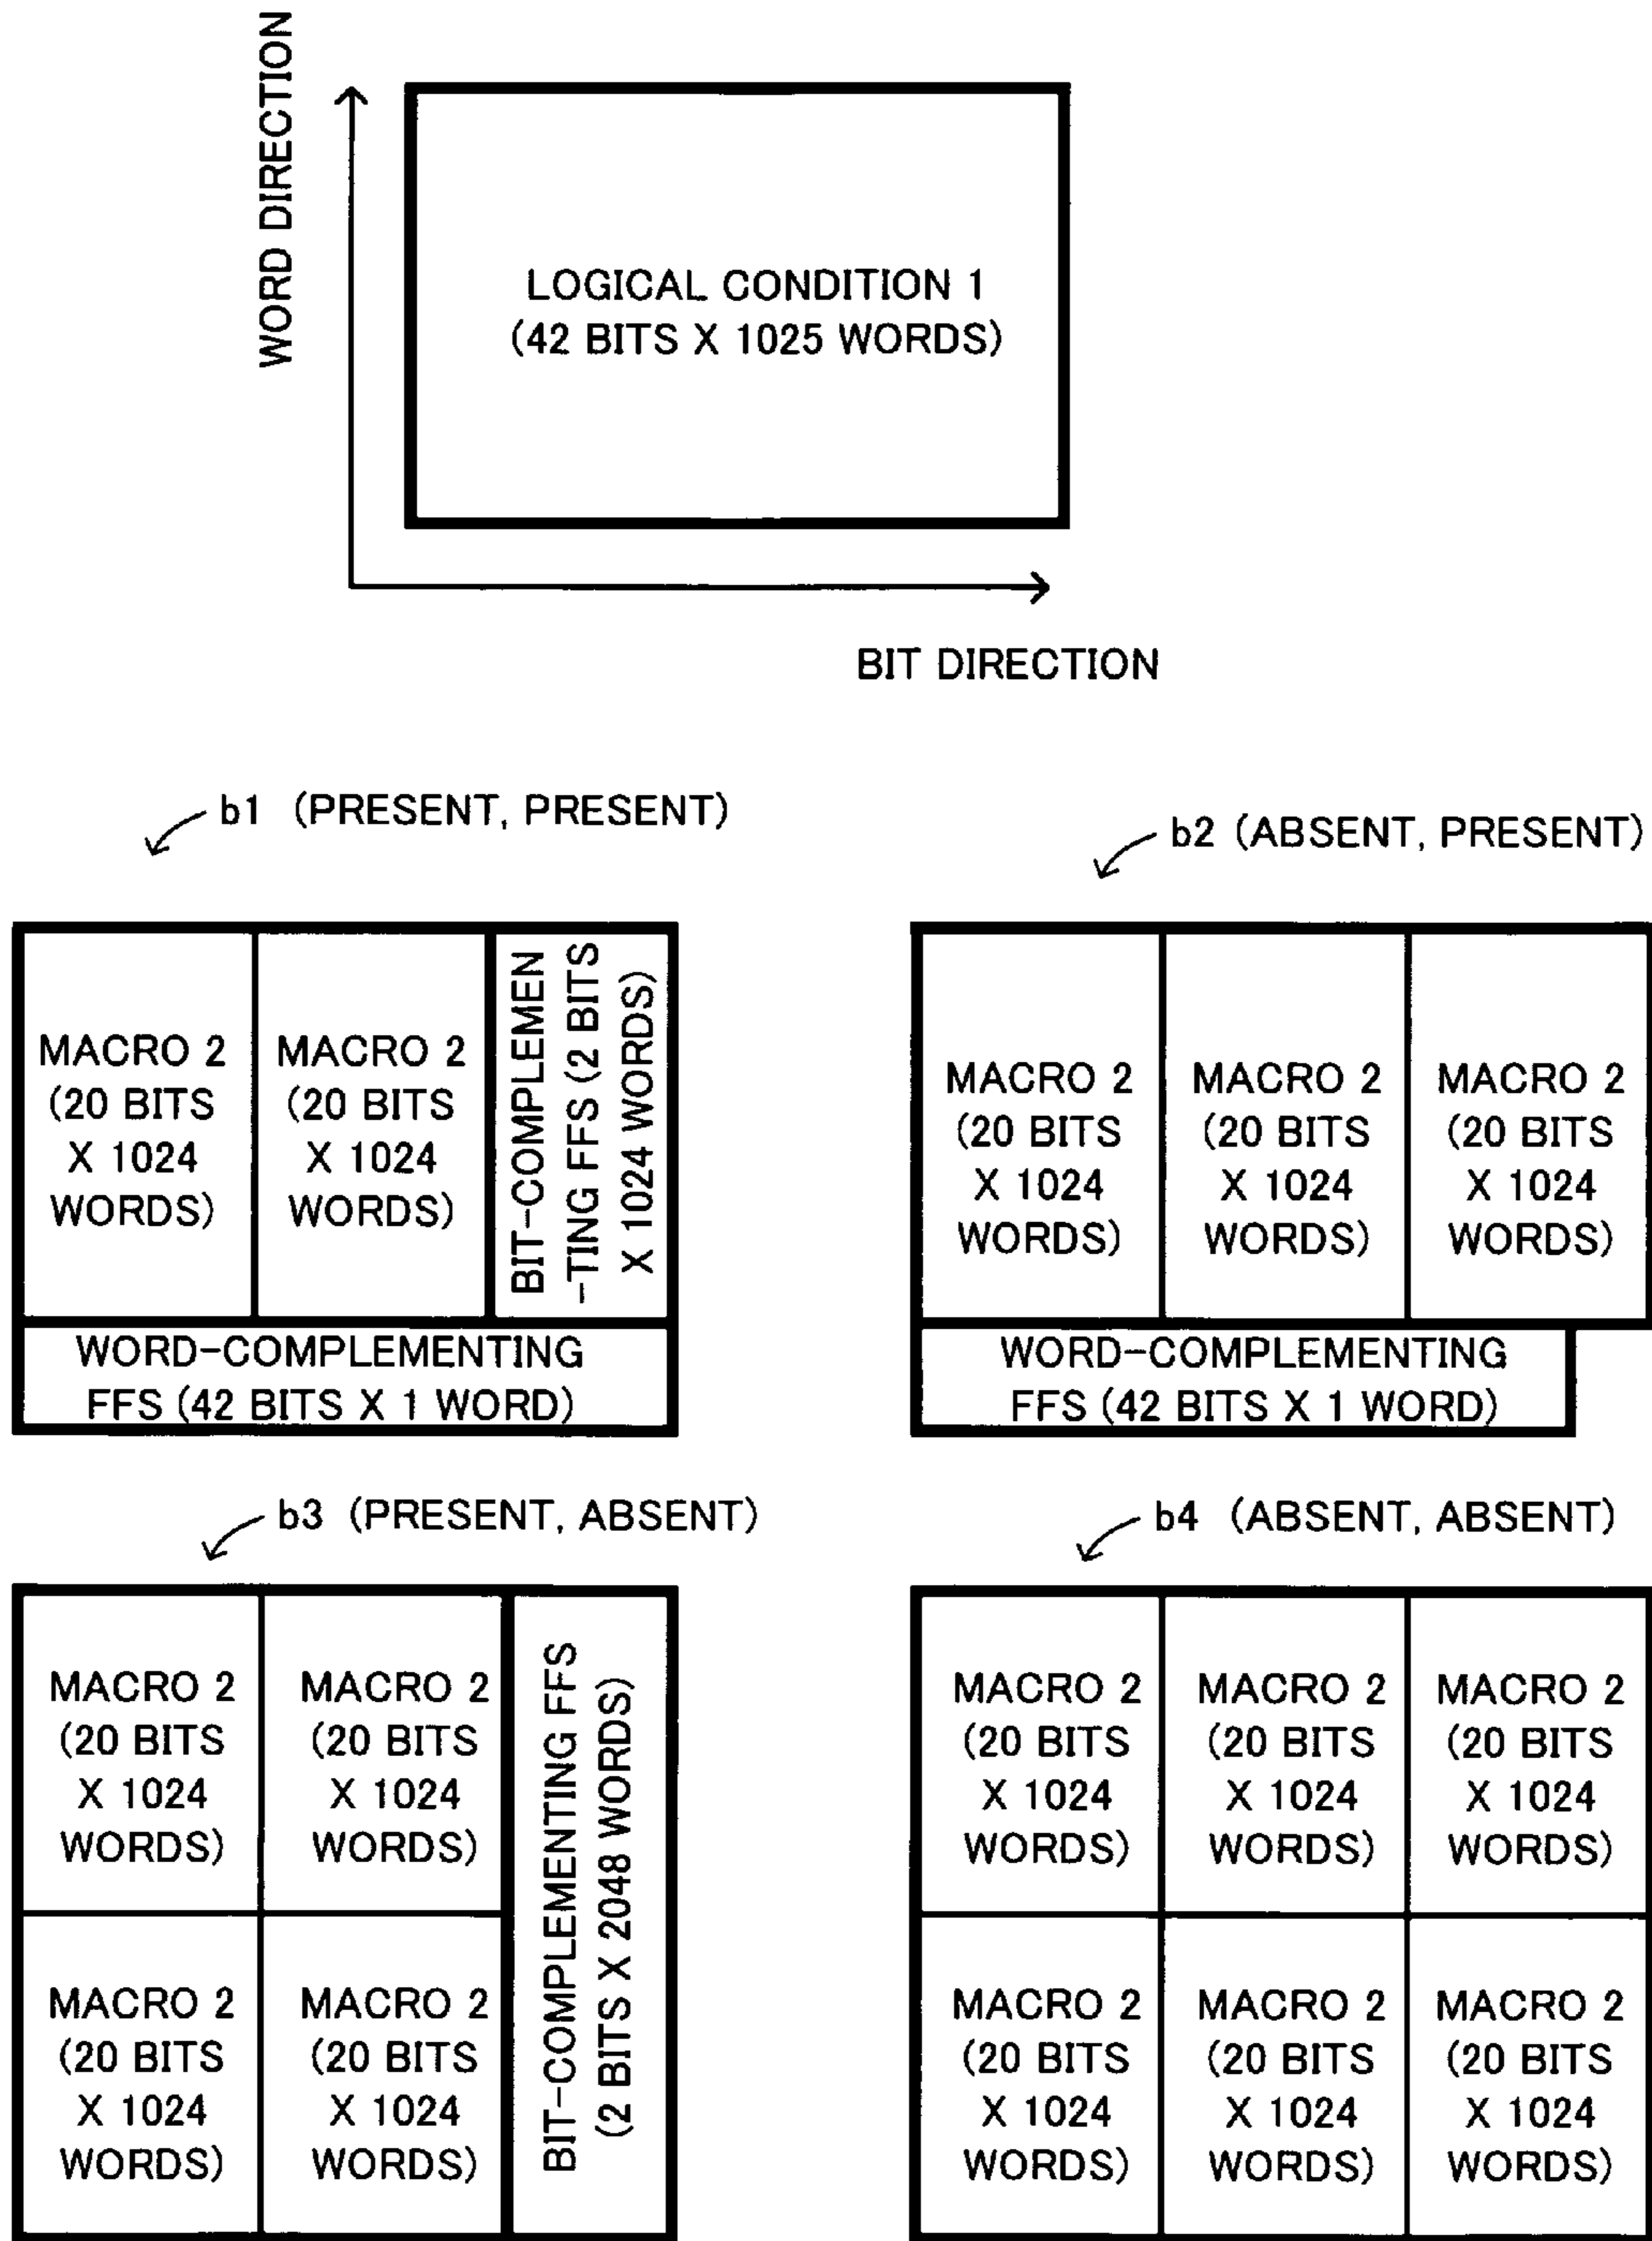 WORD DIRECTION
LOGICAL CONDITION 1
(42 BITS X 1025 WORDS)
BIT DIRECTION
b1 (PRESENT, PRESENT)
MACRO 2
(20 BITS
X 1024
WORDS)
MACRO 2
(20 BITS
X 1024
WORDS)
BIT-COMPLEMEN
-TING FFS (2 BITS
X 1024 WORDS)
WORD-COMPLEMENTING
FFS (42 BITS X 1 WORD)
b2 (ABSENT, PRESENT)
MACRO 2
(20 BITS
X 1024
WORDS)
MACRO 2
(20 BITS
X 1024
WORDS)
MACRO 2
(20 BITS
X 1024
WORDS)
WORD-COMPLEMENTING
FFS (42 BITS X 1 WORD)
b3 (PRESENT, ABSENT)
MACRO 2
(20 BITS
X 1024
WORDS)
MACRO 2
(20 BITS
X 1024
WORDS)
MACRO 2
(20 BITS
X 1024
WORDS)
MACRO 2
(20 BITS
X 1024
WORDS)
BIT-COMPLEMENTING FFS
(2 BITS X 2048 WORDS)
b4 (ABSENT, ABSENT)
MACRO 2
(20 BITS
X 1024
WORDS)
MACRO 2
(20 BITS
X 1024
WORDS)
MACRO 2
(20 BITS
X 1024
WORDS)
MACRO 2
(20 BITS
X 1024
WORDS)
MACRO 2
(20 BITS
X 1024
WORDS)
MACRO 2
(20 BITS
X 1024
WORDS)